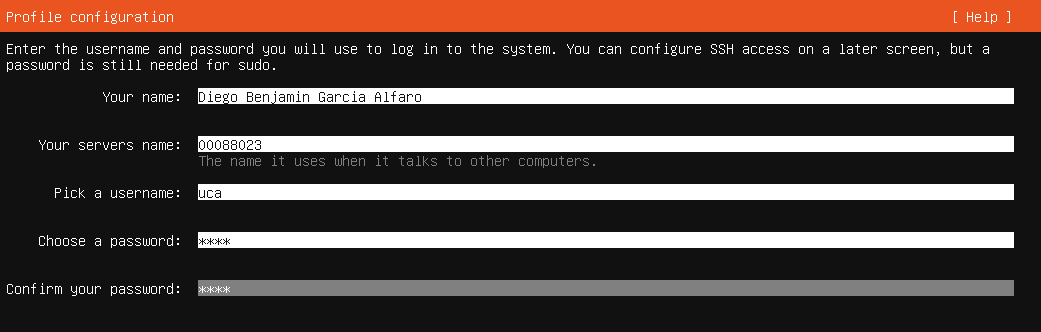 Profile configuration [ Help ]
Enter the username and password you will use to log in to the system. You can configure SSH access on a later screen, but a
password is still needed for sudo.
Your name: Diego Benjamin Garcia Alfaro
Your servers name: 00088023
The name it uses when it talks to other computers.
Pick a username: uca
Choose a password: ****
Confirm your password: ****